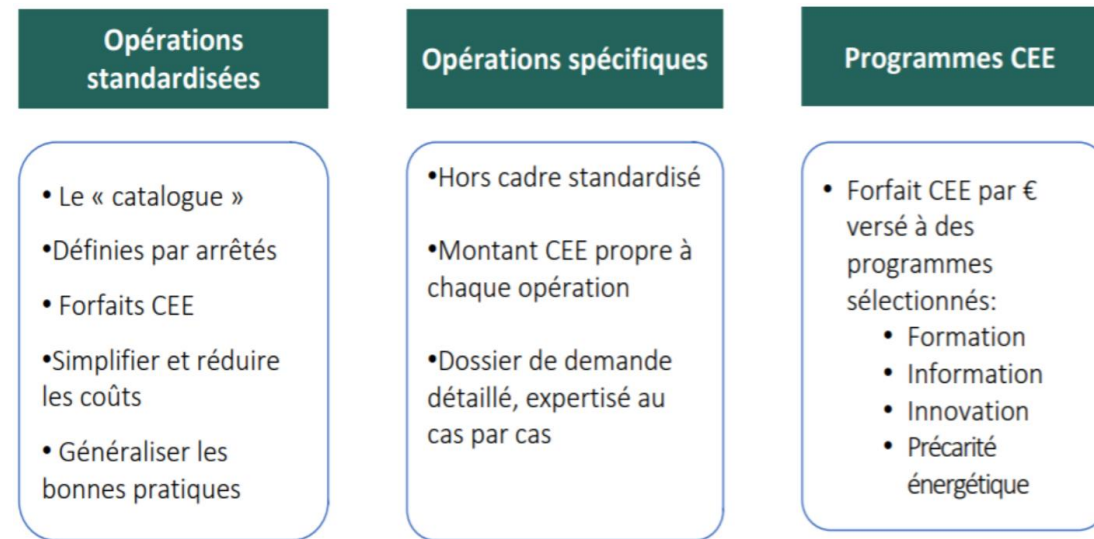 Opérations
standardisées
• Le « catalogue »
•Définies par arrêtés
• Forfaits CEE
•Simplifier et réduire
les coûts
• Généraliser les
bonnes pratiques
Opérations spécifiques
•Hors cadre standardisé
•Montant CEE propre à
chaque opération
•Dossier de demande
détaillé, expertisé au
cas par cas
Programmes CEE
• Forfait CEE par €
versé à des
programmes
sélectionnés:
• Formation
• Information
• Innovation
• Précarité
énergétique